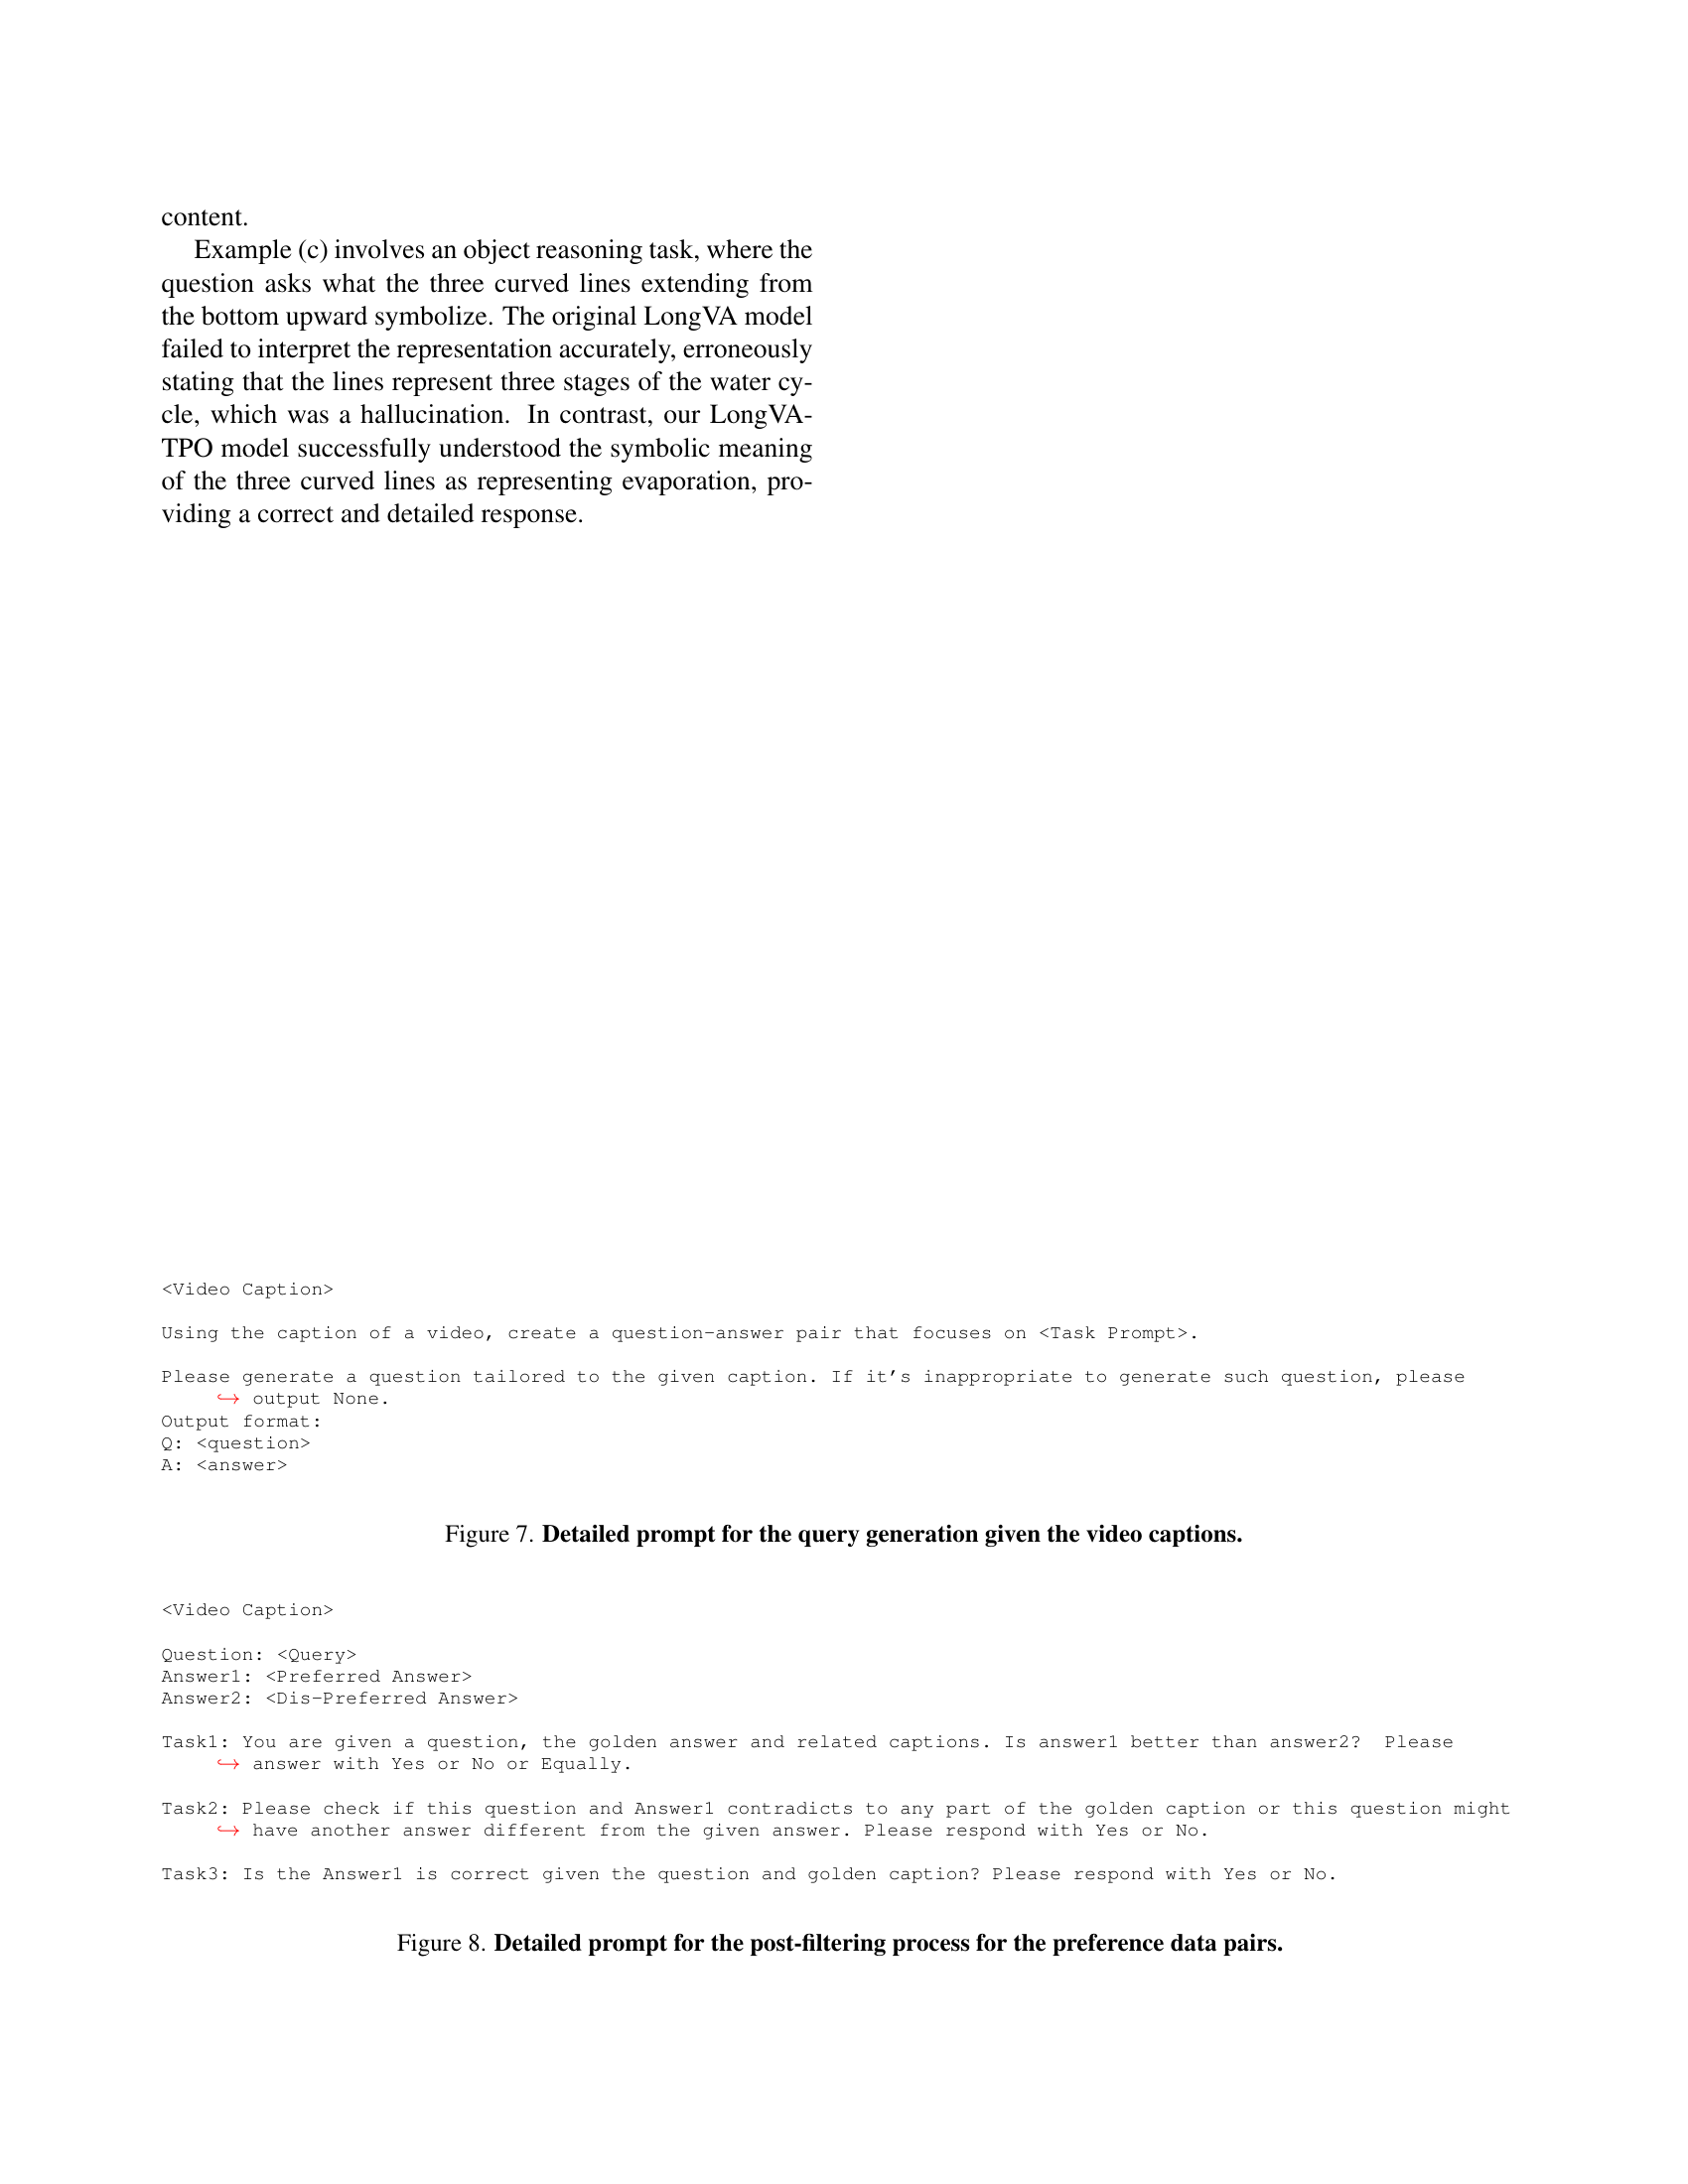 content.
Example (c) involves an object reasoning task, where the
question asks what the three curved lines extending from
the bottom upward symbolize. The original LongVA model
failed to interpret the representation accurately, erroneously
stating that the lines represent three stages of the water cy-
cle, which was a hallucination. In contrast, our LongVA-
TPO model successfully understood the symbolic meaning
of the three curved lines as representing evaporation, pro-
viding a correct and detailed response.
<Video Caption>
Using the caption of a video, create a question-answer pair that focuses on <Task Prompt>.
Please generate a question tailored to the given caption. If it's inappropriate to generate such question, please
↪ output None.
Output format:
Q: <question>
A: <answer>
Figure 7. Detailed prompt for the query generation given the video captions.
<Video Caption>
Question: <Query>
Answer1: <Preferred Answer>
Answer2: <Dis-Preferred Answer>
Task1: You are given a question, the golden answer and related captions. Is answer1 better than answer2?  Please
↪ answer with Yes or No or Equally.
Task2: Please check if this question and Answer1 contradicts to any part of the golden caption or this question might
↪ have another answer different from the given answer. Please respond with Yes or No.
Task3: Is the Answer1 is correct given the question and golden caption? Please respond with Yes or No.
Figure 8. Detailed prompt for the post-filtering process for the preference data pairs.